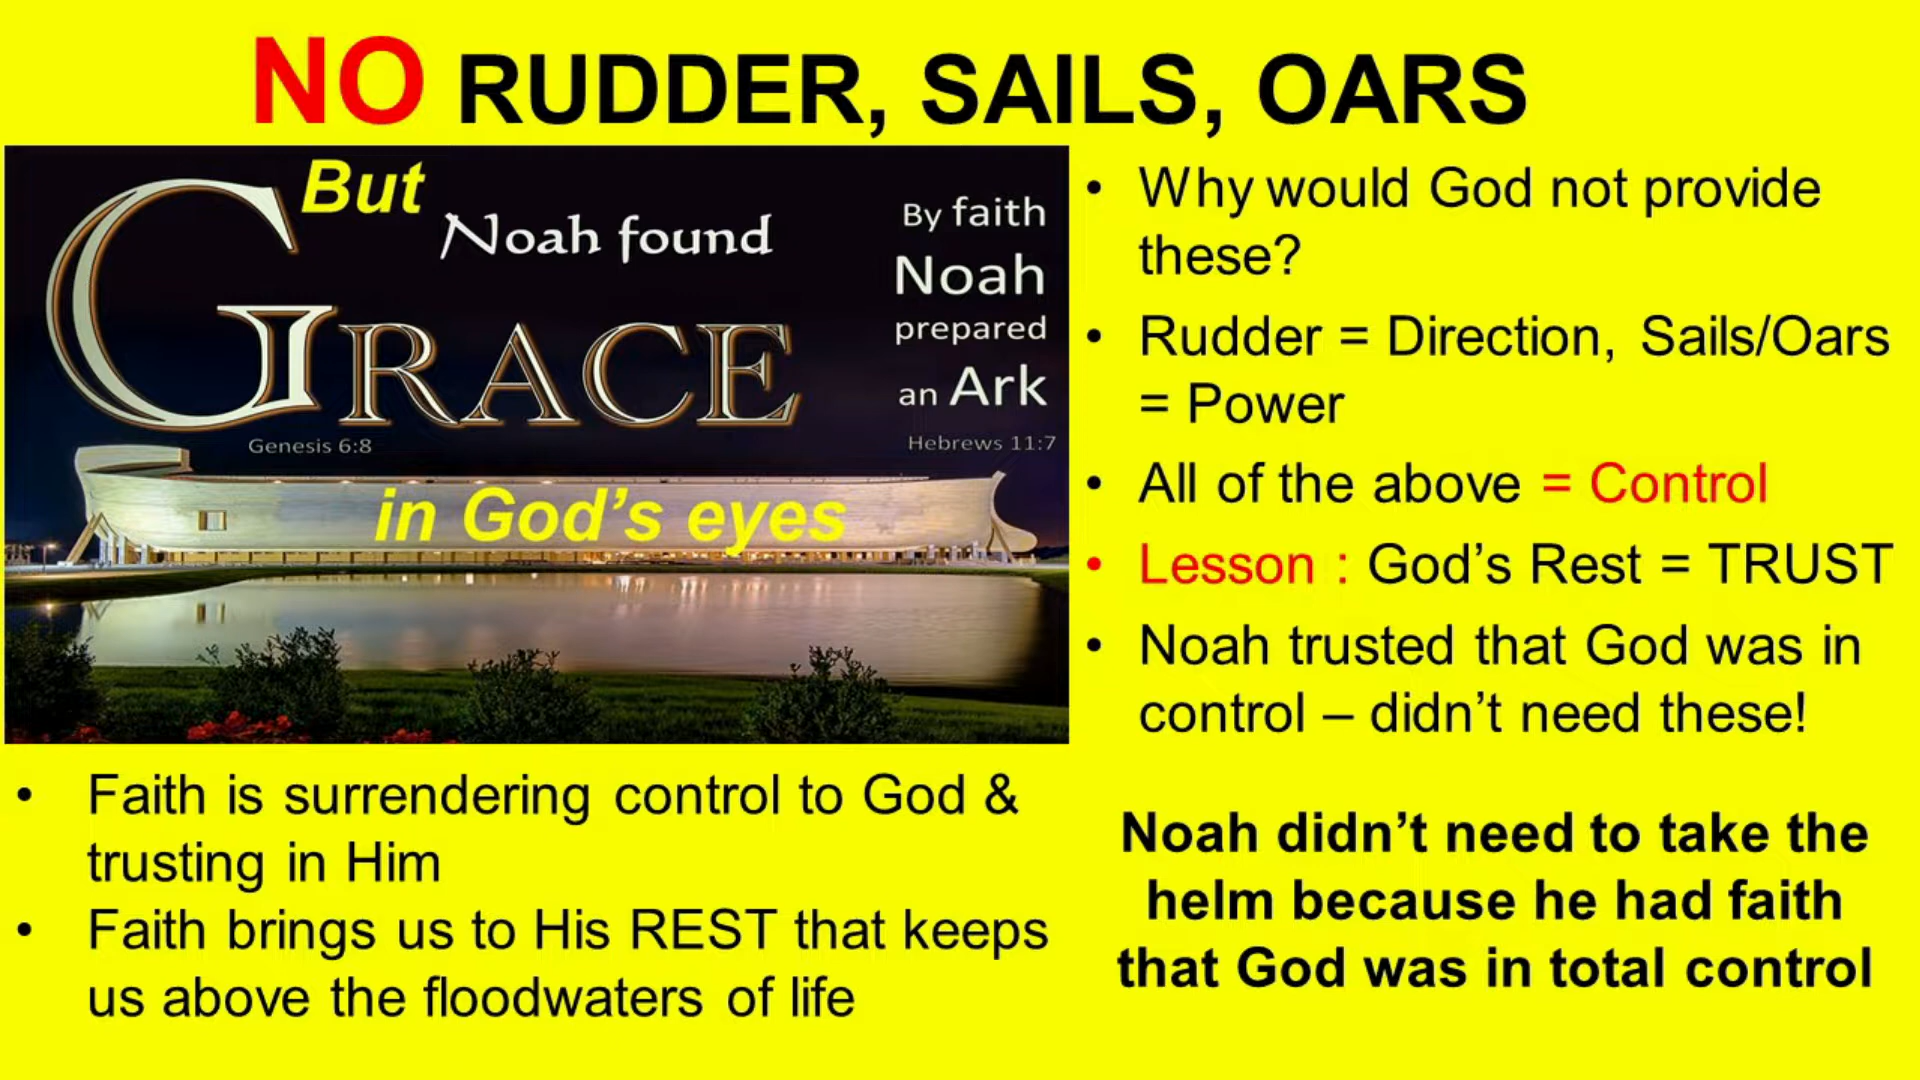 NO RUDDER, SAILS, OARS
But
Noah found
GRACE
Genesis 6:8
in God's eyes
By faith
Noah
prepared
an Ark
Hebrews 11:7
• Why would God not provide
these?
• Rudder = Direction, Sails/Oars
= Power
• All of the above = Control
• Lesson : God's Rest = TRUST
• Noah trusted that God was in
control – didn't need these!
• Faith is surrendering control to God &
trusting in Him
• Faith brings us to His REST that keeps
us above the floodwaters of life
Noah didn't need to take the
helm because he had faith
that God was in total control